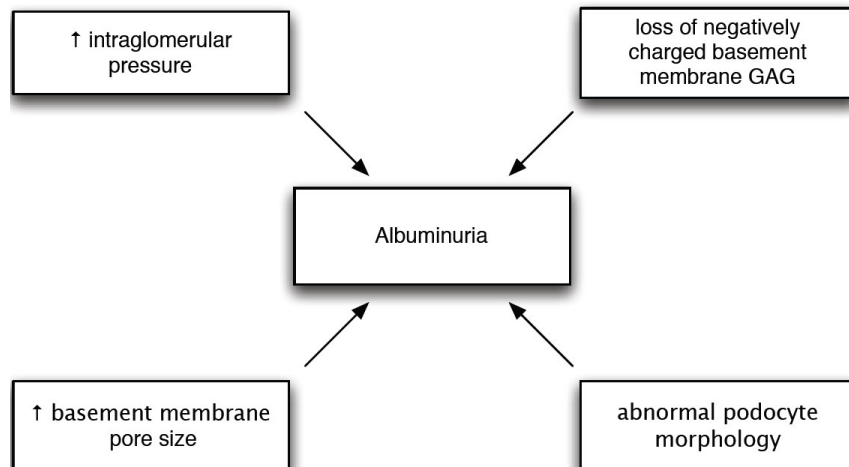 ↑ intraglomerular
pressure
loss of negatively
charged basement
membrane GAG
Albuminuria
↑ basement membrane
pore size
abnormal podocyte
morphology